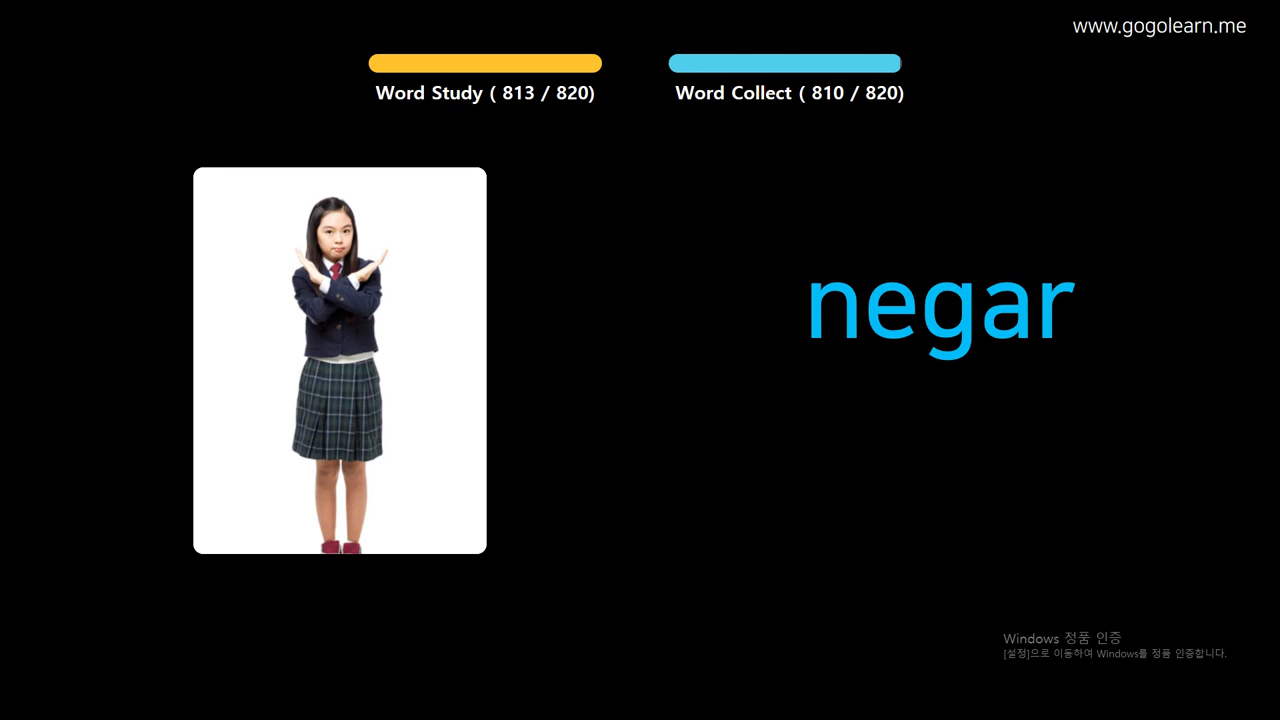 www.gogolearn.me
Word Study ( 813 / 820)
Word Collect ( 810 / 820)
negar
Windows 정품 인증
[설정]으로 이동하여 Windows를 정품 인증합니다.